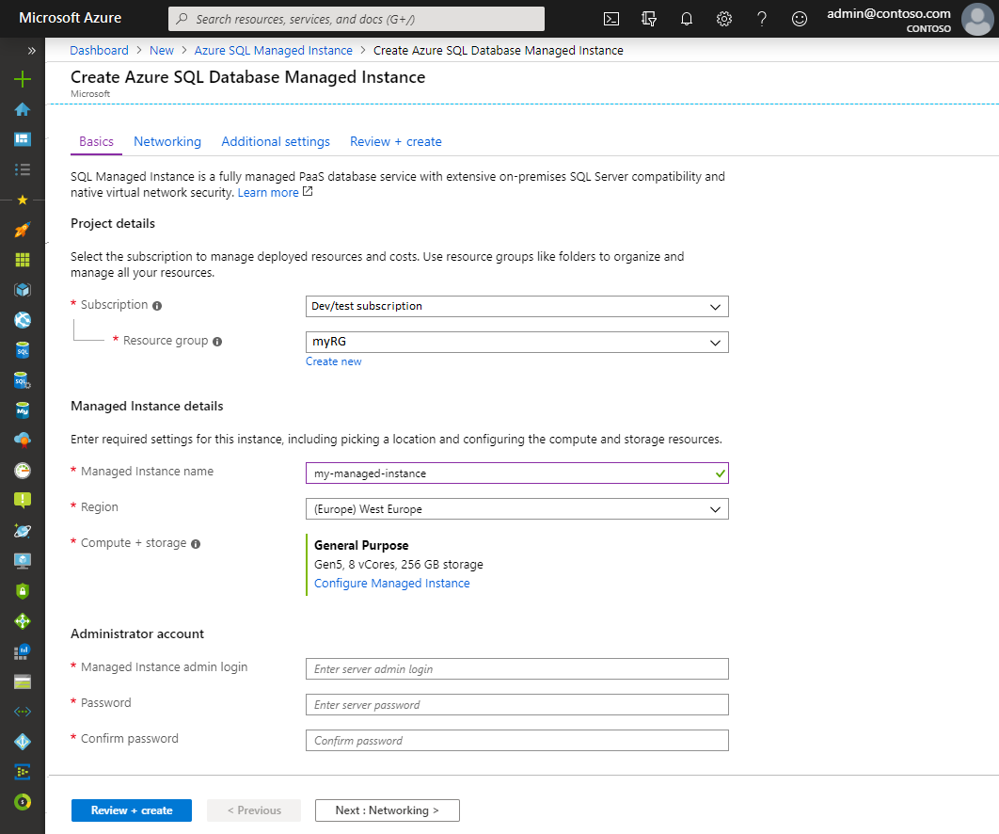 Microsoft Azure
Search resources, services, and docs (G+/)
admin@contoso.com
CONTOSO
Dashboard > New > Azure SQL Managed Instance > Create Azure SQL Database Managed Instance
Create Azure SQL Database Managed Instance
Microsoft
Basics Networking Additional settings Review + create
SQL Managed Instance is a fully managed PaaS database service with extensive on-premises SQL Server compatibility and
native virtual network security. Learn more
Project details
Select the subscription to manage deployed resources and costs. Use resource groups like folders to organize and
manage all your resources.
* Subscription
Dev/test subscription
* Resource group
myRG
Create new
Managed Instance details
Enter required settings for this instance, including picking a location and configuring the compute and storage resources.
* Managed Instance name
my-managed-instance
* Region
(Europe) West Europe
* Compute + storage
General Purpose
Gen5, 8 vCores, 256 GB storage
Configure Managed Instance
Administrator account
* Managed Instance admin login
Enter server admin login
* Password
Enter server password
* Confirm password
Confirm password
Review + create
< Previous
Next : Networking >
SQL
SQL
My